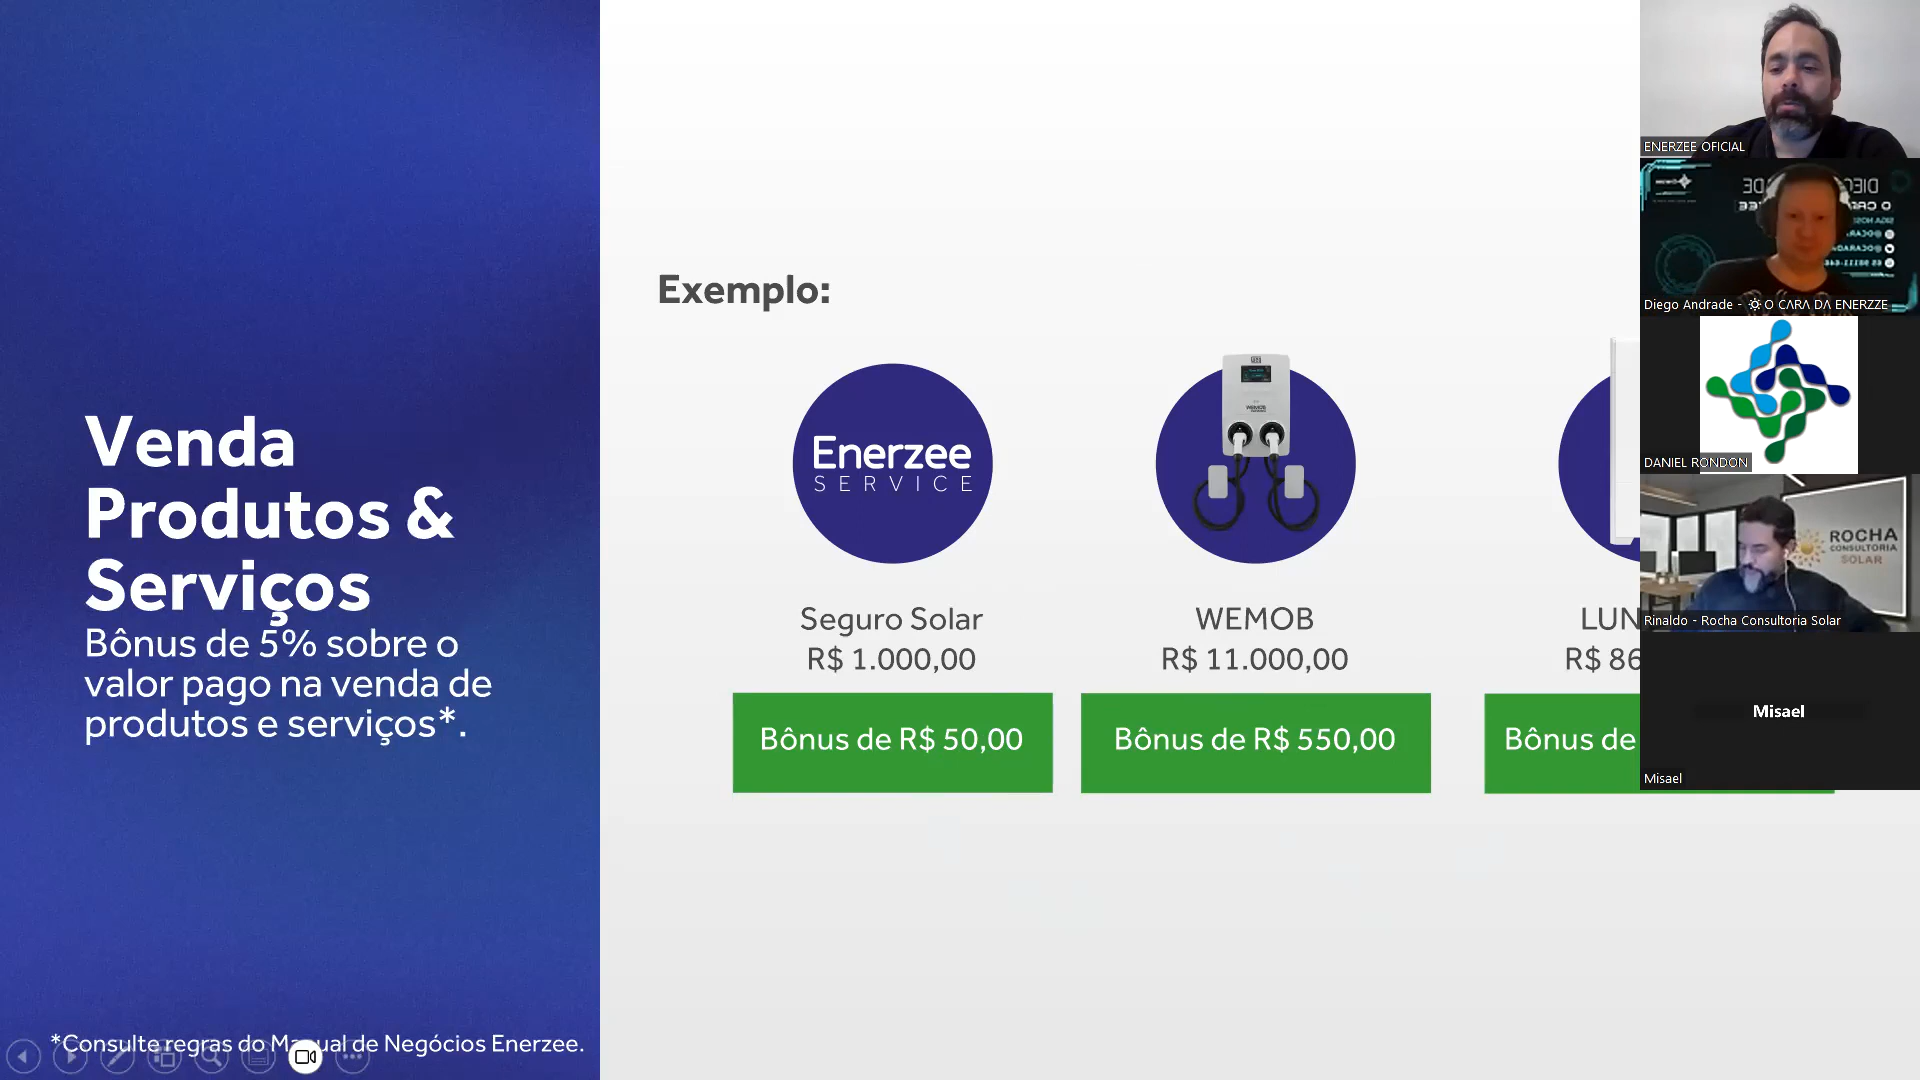 Venda
Produtos &
Serviços
Bônus de 5% sobre o
valor pago na venda de
produtos e serviços*.
*Consulte regras do Manual de Negócios Enerzee.
Exemplo:
Enerzee
SERVICE
Seguro Solar
R$ 1.000,00
Bônus de R$ 50,00
WEMOB
WEMOB
R$ 11.000,00
Bônus de R$ 550,00
LUN
R$ 86
Bônus de
ENERZEE OFICIAL
Diego Andrade - O CARA DA ENERZZE
DANIEL RONDON
ROCHA
CONSULTORIA
SOLAR
Rinaldo - Rocha Consultoria Solar
Misael
Misael